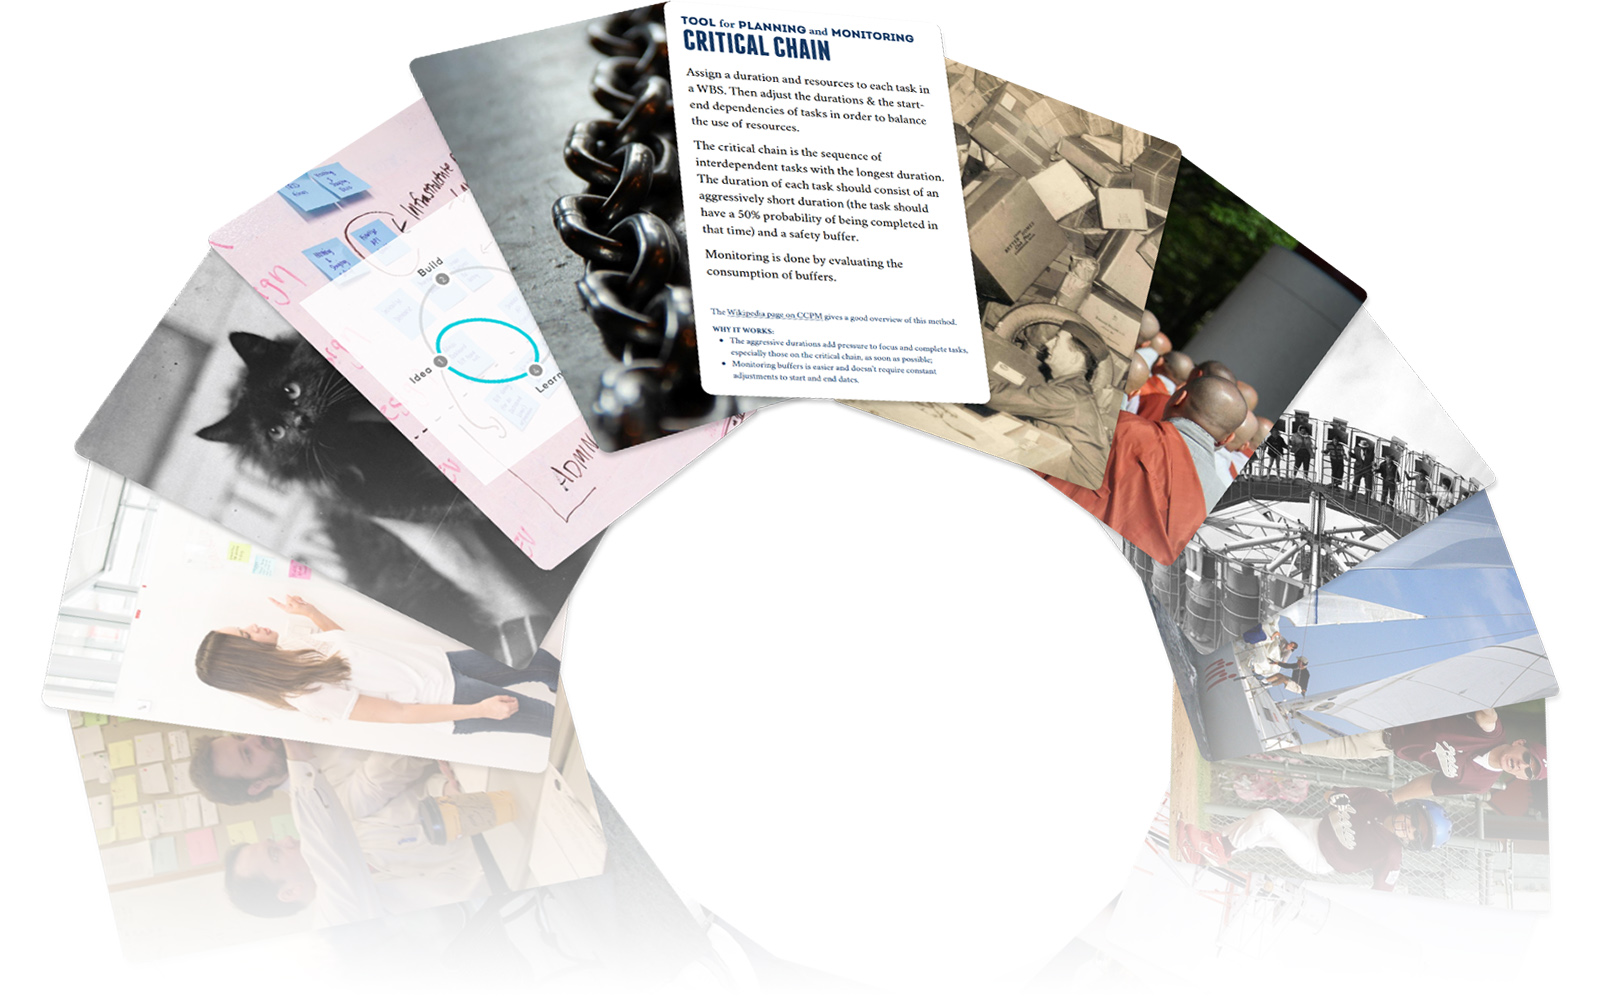 TOOL for PLANNING and MONITORING
CRITICAL CHAIN
Assign a duration and resources to each task in
a WBS. Then adjust the durations & the start-
end dependencies of tasks in order to balance
the use of resources.
The critical chain is the sequence of
interdependent tasks with the longest duration.
The duration of each task should consist of an
aggressively short duration (the task should
have a 50% probability of being completed in
that time) and a safety buffer.
Monitoring is done by evaluating the
consumption of buffers.
The Wikipedia page on CCPM gives a good overview of this method.
WHY IT WORKS:
• The aggressive durations add pressure to focus and complete tasks,
especially those on the critical chain, as soon as possible;
• Monitoring buffers is easier and doesn't require constant
adjustments to start and end dates.
Infrastructure
Build
Idea
Learn
ADMIN